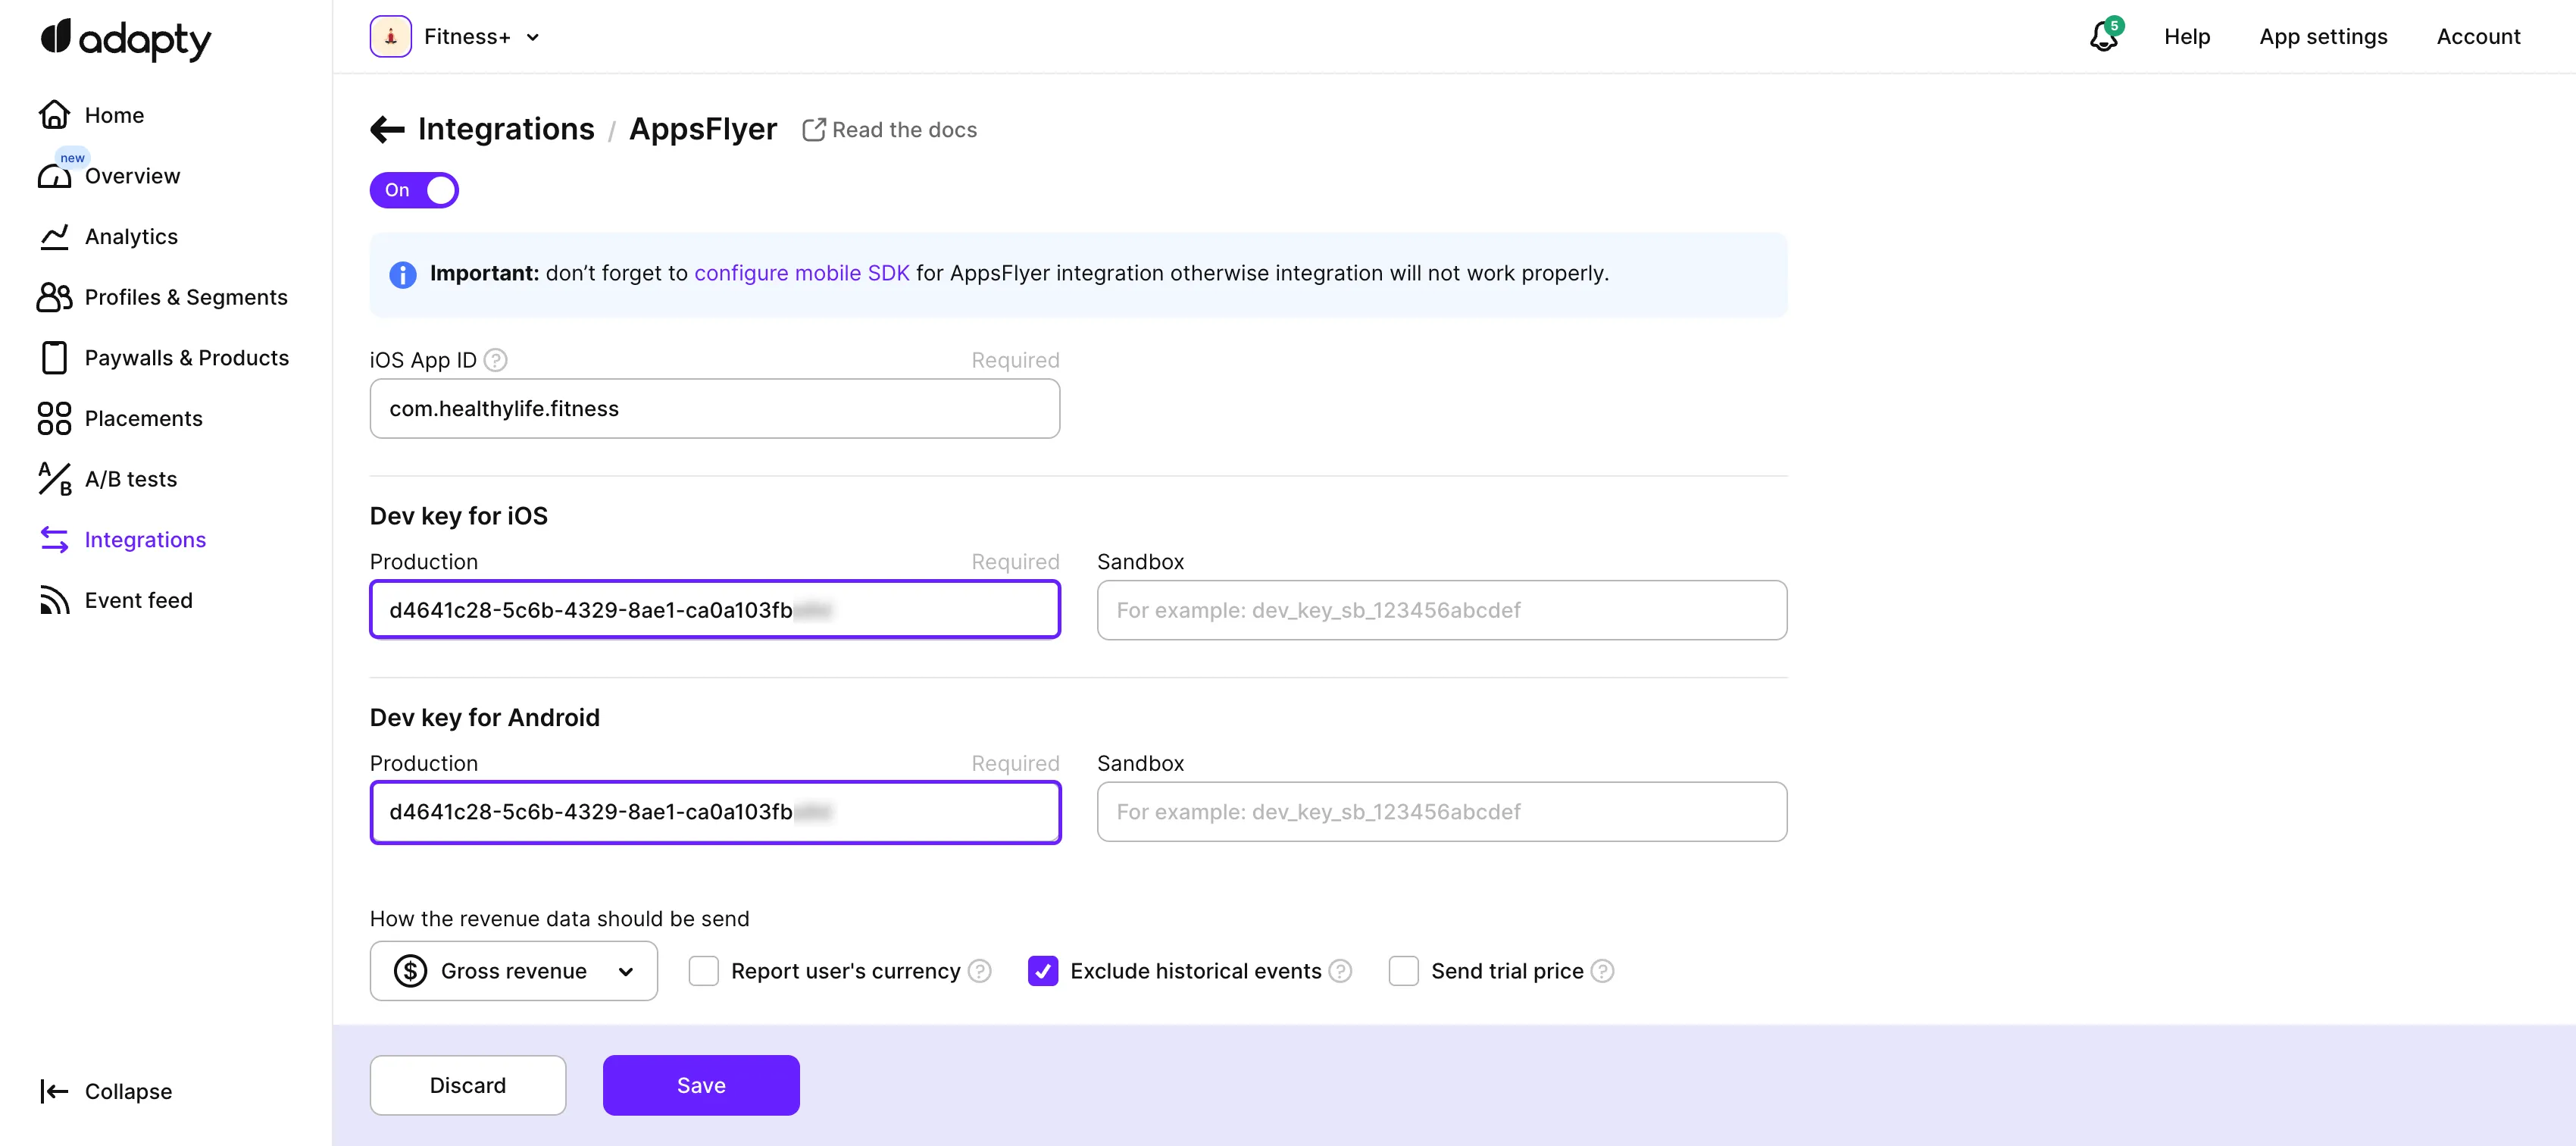 adapty
Home
new
Overview
Analytics
Profiles & Segments
Paywalls & Products
Placements
A/B
A/B tests
Integrations
Event feed
Collapse
Fitness+
5
Help
App settings
Account
Integrations / AppsFlyer
Read the docs
On
Important: don't forget to configure mobile SDK for AppsFlyer integration otherwise integration will not work properly.
iOS App ID ? Required
com.healthylife.fitness
Dev key for iOS
Production Required
Sandbox
d4641c28-5c6b-4329-8ae1-ca0a103fb
For example: dev_key_sb_123456abcdef
Dev key for Android
Production Required
Sandbox
d4641c28-5c6b-4329-8ae1-ca0a103fb
For example: dev_key_sb_123456abcdef
How the revenue data should be send
$ Gross revenue
Report user's currency ?
Exclude historical events ?
Send trial price ?
Discard
Save